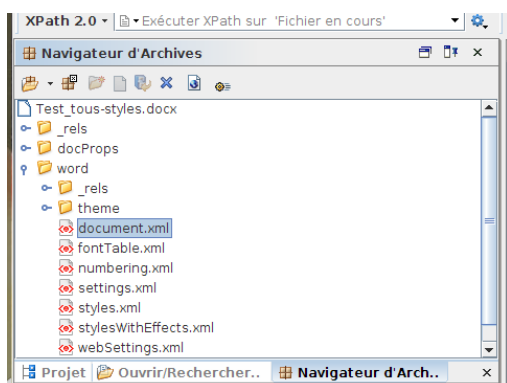 XPath 2.0 Exécuter XPath sur 'Fichier en cours'
Navigateur d'Archives
Test_tous-styles.docx
_rels
docProps
word
_rels
theme
document.xml
fontTable.xml
numbering.xml
settings.xml
styles.xml
stylesWithEffects.xml
webSettings.xml
Projet Ouvrir/Rechercher.. Navigateur d'Arch..